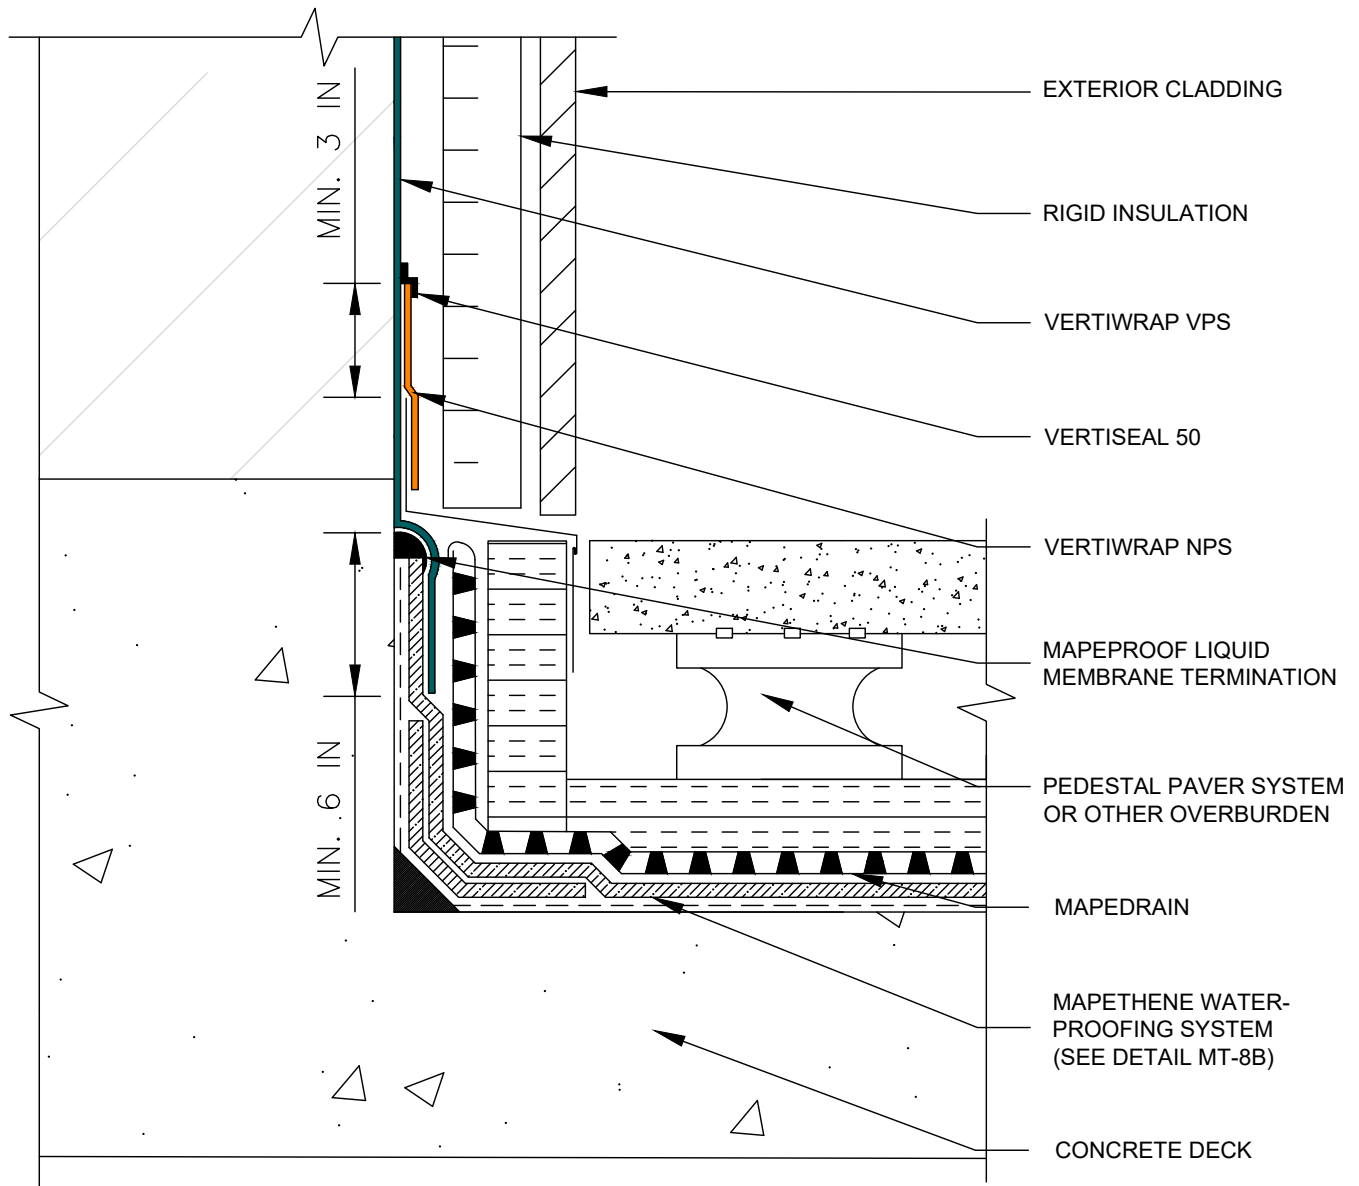 MIN. 3 IN
MIN. 6 IN
EXTERIOR CLADDING
RIGID INSULATION
VERTIWRAP VPS
VERTISEAL 50
VERTIWRAP NPS
MAPEPROOF LIQUID
MEMBRANE TERMINATION
PEDESTAL PAVER SYSTEM
OR OTHER OVERBURDEN
MAPEDRAIN
MAPETHENE WATER-
PROOFING SYSTEM
(SEE DETAIL MT-8B)
CONCRETE DECK